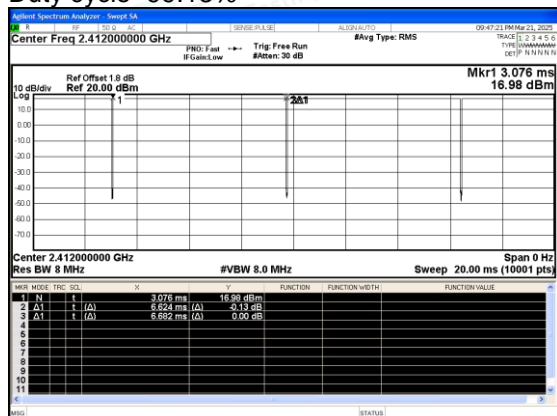 Agilent Spectrum Analyzer - Swept SA
R RF 50 Ω AC SENSE:PULSE ALIGN AUTO 09:47:21 PM Mar 21, 2025
Center Freq 2.412000000 GHz #Avg Type: RMS TRACE 1 2 3 4 5 6
PNO: Fast Trig: Free Run TYPE
IFGain:Low #Atten: 30 dB DET P N N N N N
Mkr1 3.076 ms
16.98 dBm
Ref Offset 1.8 dB
10 dB/div Ref 20.00 dBm
Log
1 2Δ1
10.0
0.00
-10.0
-20.0
-30.0
-40.0
-50.0
-60.0
-70.0
Center 2.412000000 GHz Span 0 Hz
Res BW 8 MHz #VBW 8.0 MHz Sweep 20.00 ms (10001 pts)
MKR MODE TRC SCL X Y FUNCTION FUNCTION WIDTH FUNCTION VALUE
1 N t 3.076 ms 16.98 dBm
2 Δ1 t (Δ) 6.624 ms (Δ) -0.13 dB
3 Δ1 t (Δ) 6.682 ms (Δ) 0.00 dB
4
5
6
7
8
9
10
11
MSG STATUS